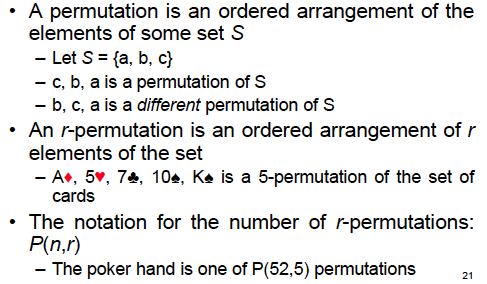 • A permutation is an ordered arrangement of the
elements of some set S
– Let S = {a, b, c}
– c, b, a is a permutation of S
– b, c, a is a different permutation of S
• An r-permutation is an ordered arrangement of r
elements of the set
– A♦, 5♥, 7♣, 10♠, K♠ is a 5-permutation of the set of
cards
• The notation for the number of r-permutations:
P(n,r)
– The poker hand is one of P(52,5) permutations
21